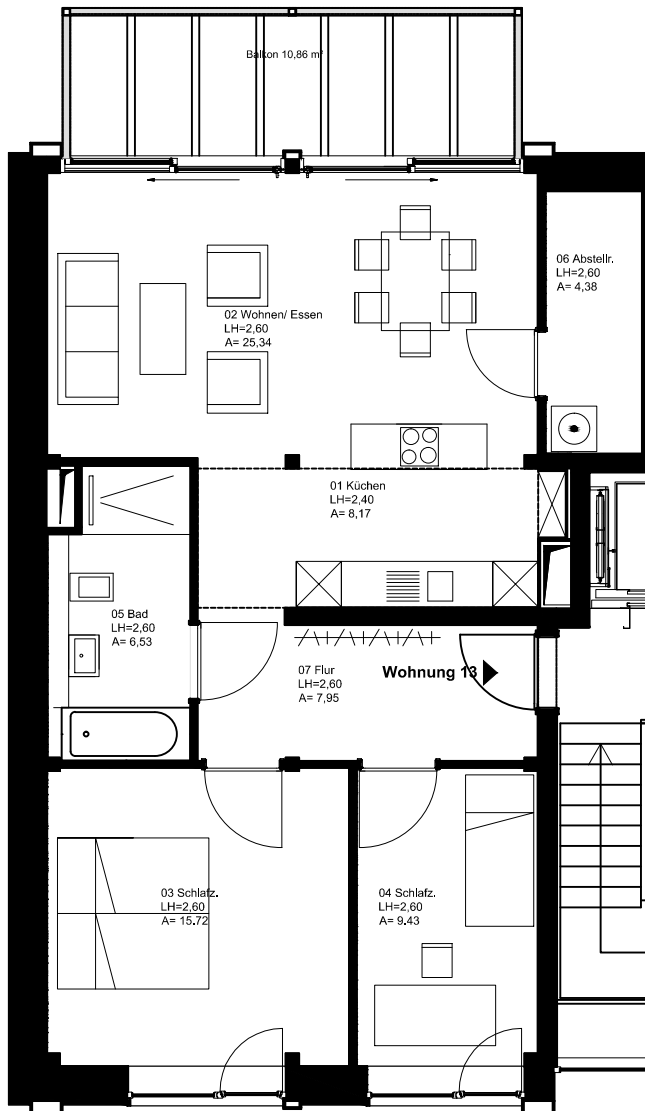 Balkon 10,86 m²
06 Abstellr.
LH=2,60
A= 4,38
02 Wohnen/ Essen
LH=2,60
A= 25,34
01 Küchen
LH=2,40
A= 8,17
05 Bad
LH=2,60
A= 6,53
07 Flur
LH=2,60
A= 7,95
Wohnung 13
03 Schlafz.
LH=2,60
A= 15.72
04 Schlafz.
LH=2,60
A= 9.43